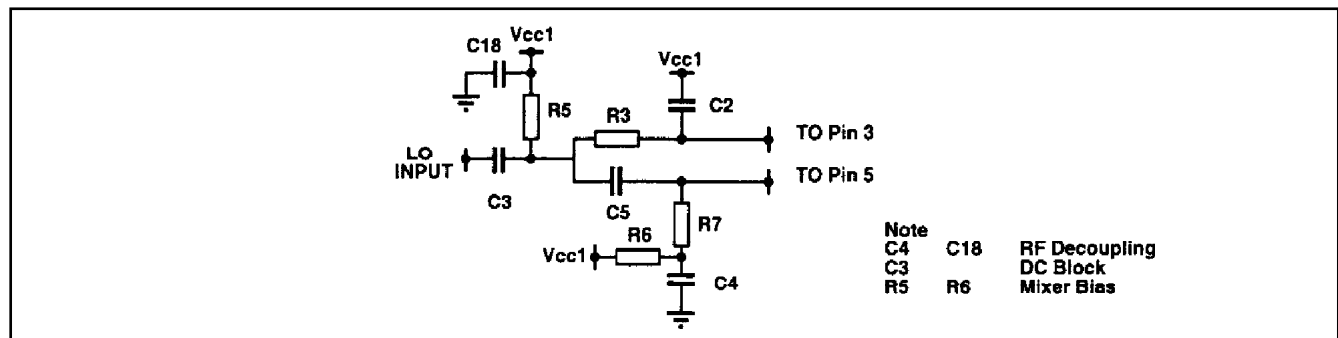 C18
Vcc1
Vcc1
R5
C2
R3
TO Pin 3
LO
INPUT
TO Pin 5
C3
C5
R7
R6
Vcc1
C4
Note
C4 C18 RF Decoupling
C3 DC Block
R5 R6 Mixer Bias